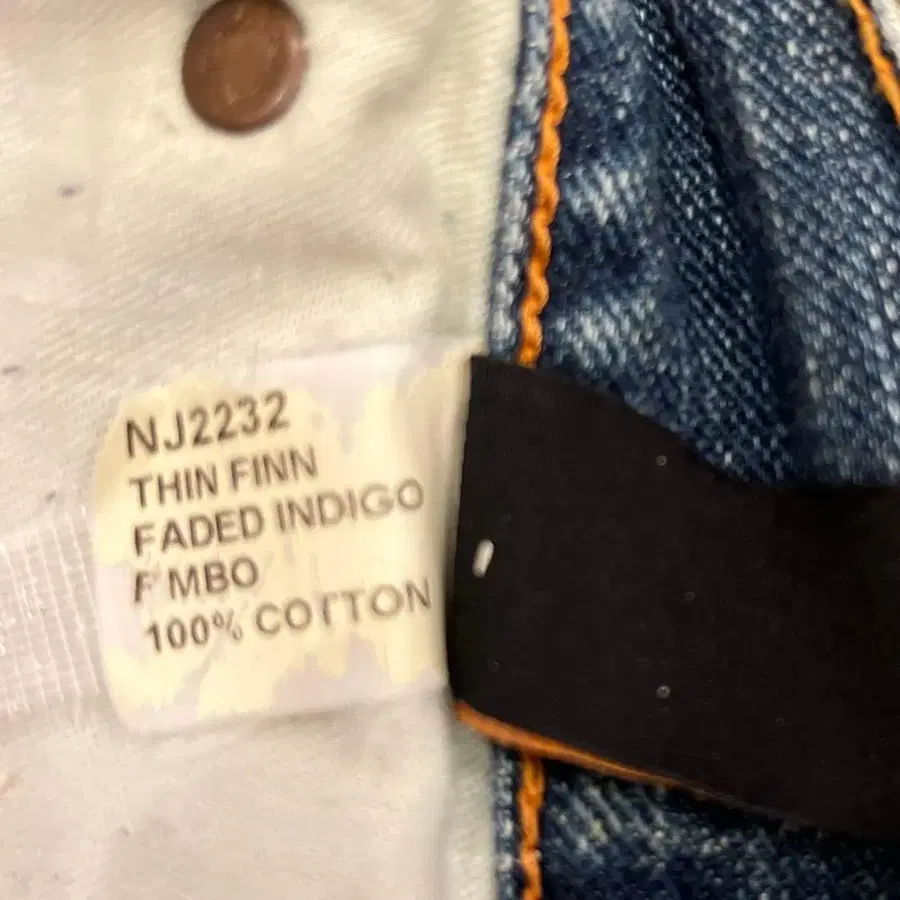 NJ2232
THIN FINN
FADED INDIGO
F MBO
100% COTTON